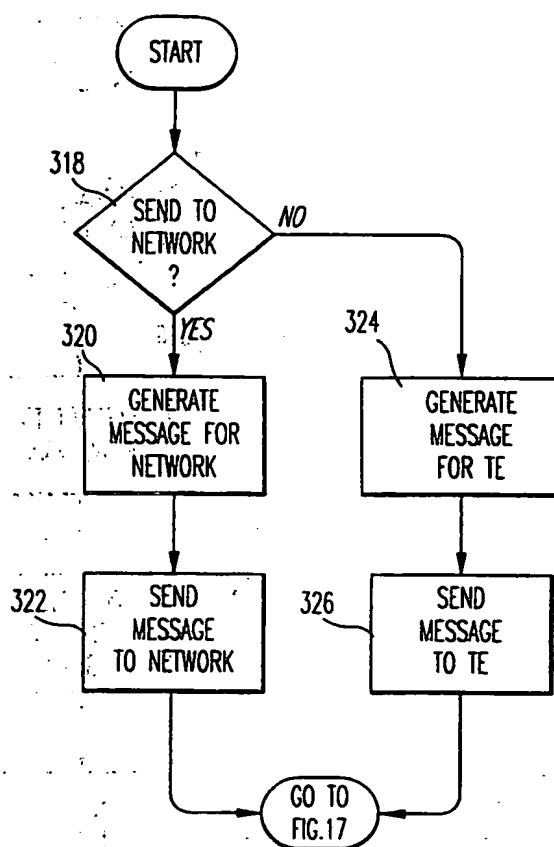 START
318
SEND TO
NETWORK
?
NO
YES
320
GENERATE
MESSAGE FOR
NETWORK
324
GENERATE
MESSAGE
FOR TE
322
SEND
MESSAGE
TO NETWORK
326
SEND
MESSAGE
TO TE
GO TO
FIG.17